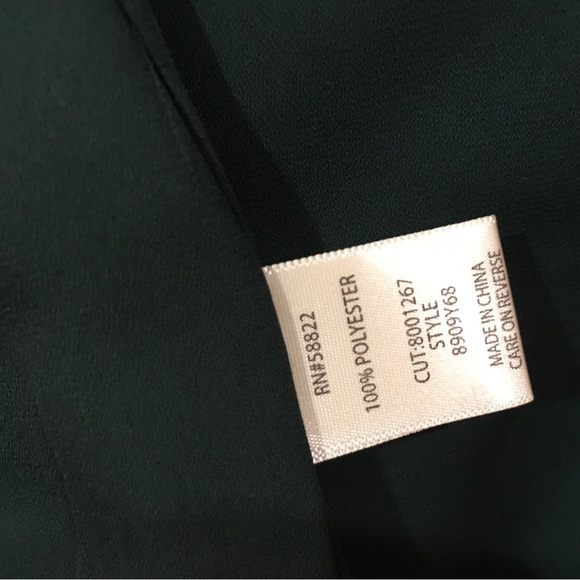 RN#58822
100% POLYESTER
CUT:8001267
STYLE
8909Y68
MADE IN CHINA
CARE ON REVERSE